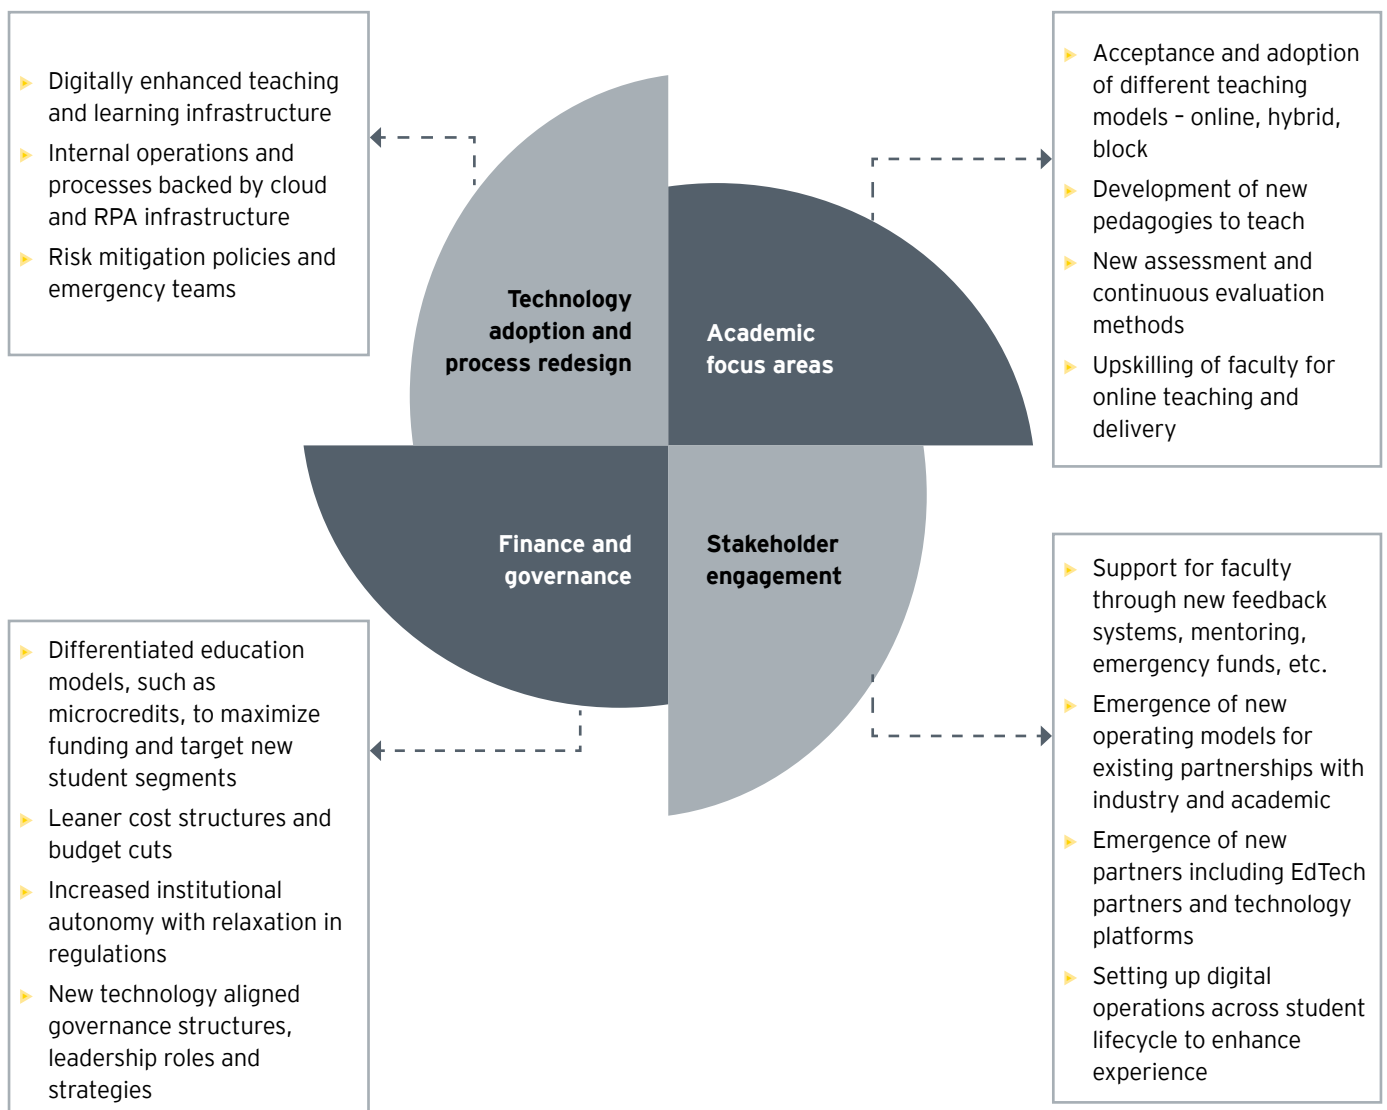 Digitally enhanced teaching
and learning infrastructure
Internal operations and
processes backed by cloud
and RPA infrastructure
Risk mitigation policies and
emergency teams
Technology
adoption and
process redesign
Academic
focus areas
Acceptance and adoption
of different teaching
models – online, hybrid,
block
Development of new
pedagogies to teach
New assessment and
continuous evaluation
methods
Upskilling of faculty for
online teaching and
delivery
Finance and
governance
Stakeholder
engagement
Differentiated education
models, such as
microcredits, to maximize
funding and target new
student segments
Leaner cost structures and
budget cuts
Increased institutional
autonomy with relaxation in
regulations
New technology aligned
governance structures,
leadership roles and
strategies
Support for faculty
through new feedback
systems, mentoring,
emergency funds, etc.
Emergence of new
operating models for
existing partnerships with
industry and academic
Emergence of new
partners including EdTech
partners and technology
platforms
Setting up digital
operations across student
lifecycle to enhance
experience